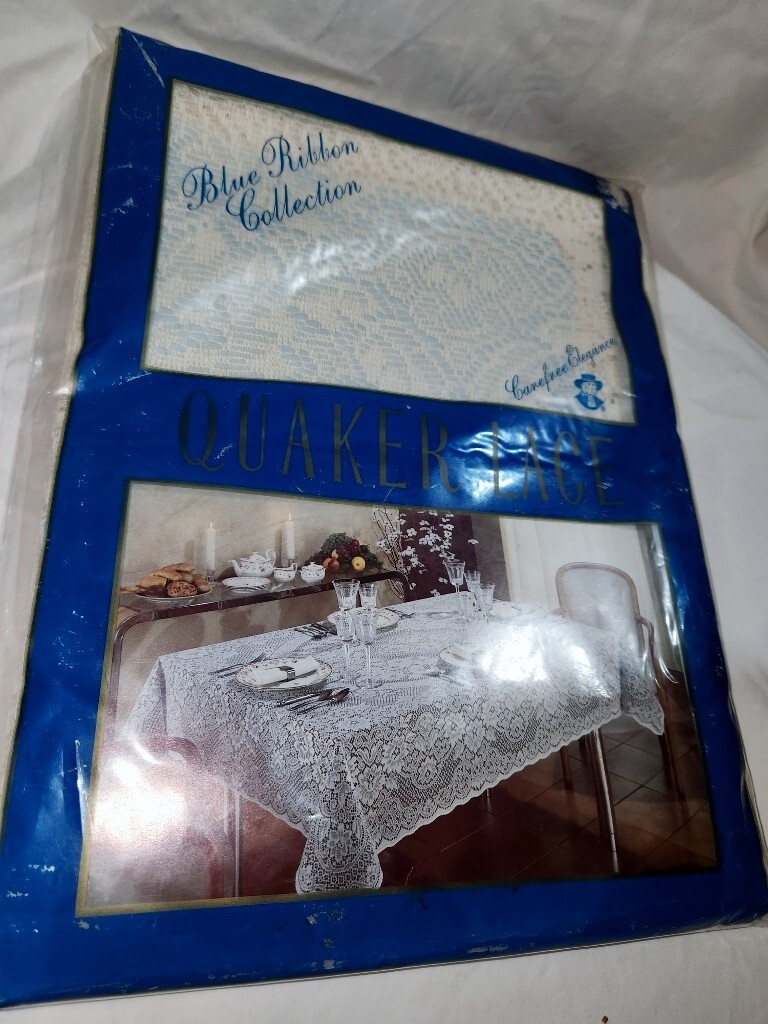 Blue Ribbon
Collection
Carefree Elegance
QUAKER LACE